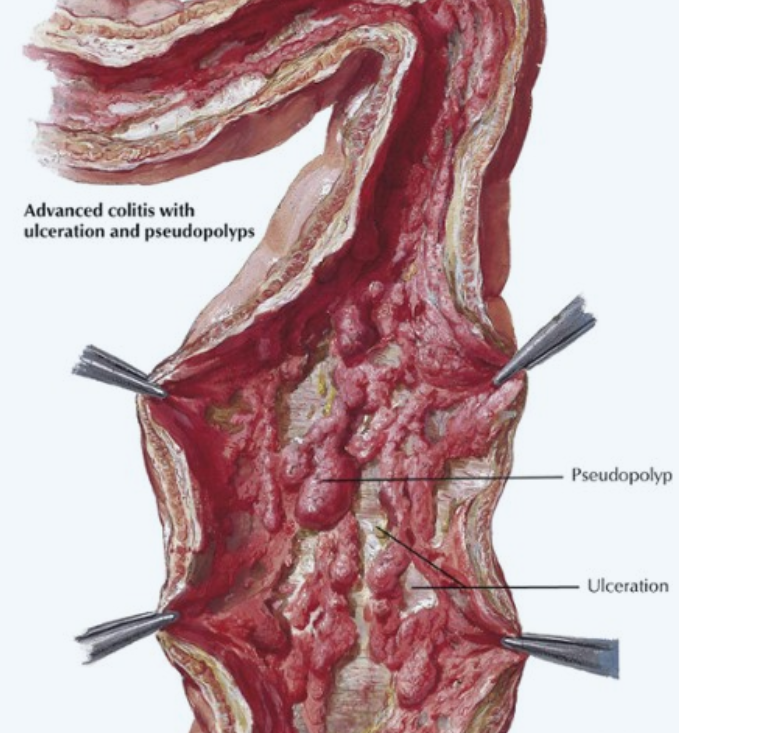 Advanced colitis with
ulceration and pseudopolyps
Pseudopolyp
Ulceration